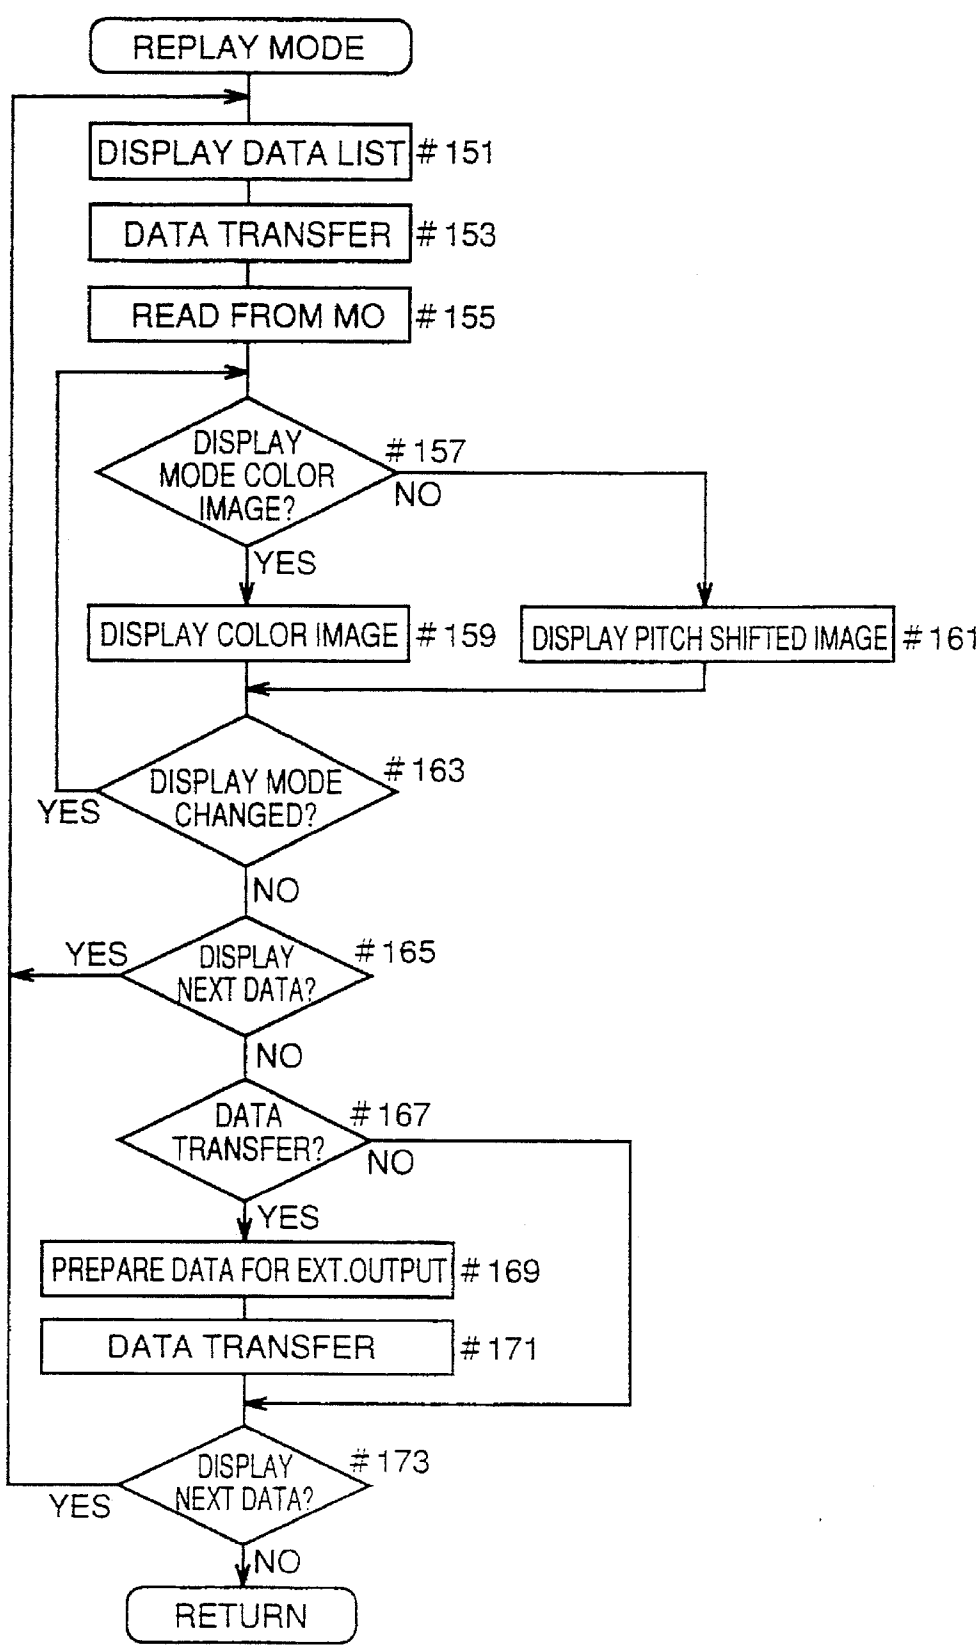 REPLAY MODE
DISPLAY DATA LIST #151
DATA TRANSFER #153
READ FROM MO #155
DISPLAY
MODE COLOR
IMAGE?
#157
NO
YES
DISPLAY COLOR IMAGE #159
DISPLAY PITCH SHIFTED IMAGE #161
DISPLAY MODE
CHANGED?
#163
YES
NO
DISPLAY
NEXT DATA?
#165
YES
NO
DATA
TRANSFER?
#167
NO
YES
PREPARE DATA FOR EXT.OUTPUT #169
DATA TRANSFER #171
DISPLAY
NEXT DATA?
#173
YES
NO
RETURN